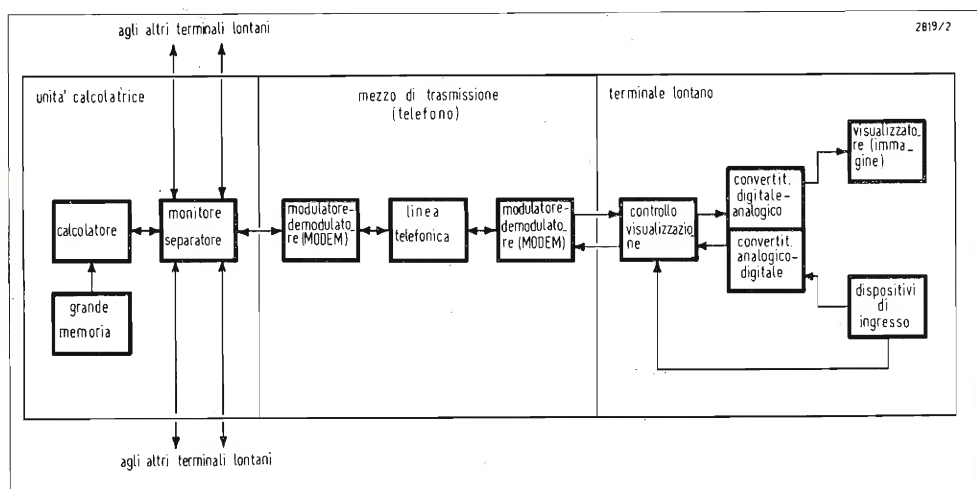 agli altri terminali lontani
2819/2
unita' calcolatrice
mezzo di trasmissione
(telefono)
terminale lontano
calcolatore
grande
memoria
monitore
separatore
modulatore-
demodulato_
re (MODEM)
linea
telefonica
modulatore-
demodulato_
re (MODEM)
controllo
visualizzazio_
ne
convertit.
digitale-
analogico
convertit.
analogico-
digitale
visualizzato_
re (imma_
gine)
dispositivi
di
ingresso
agli altri terminali lontani